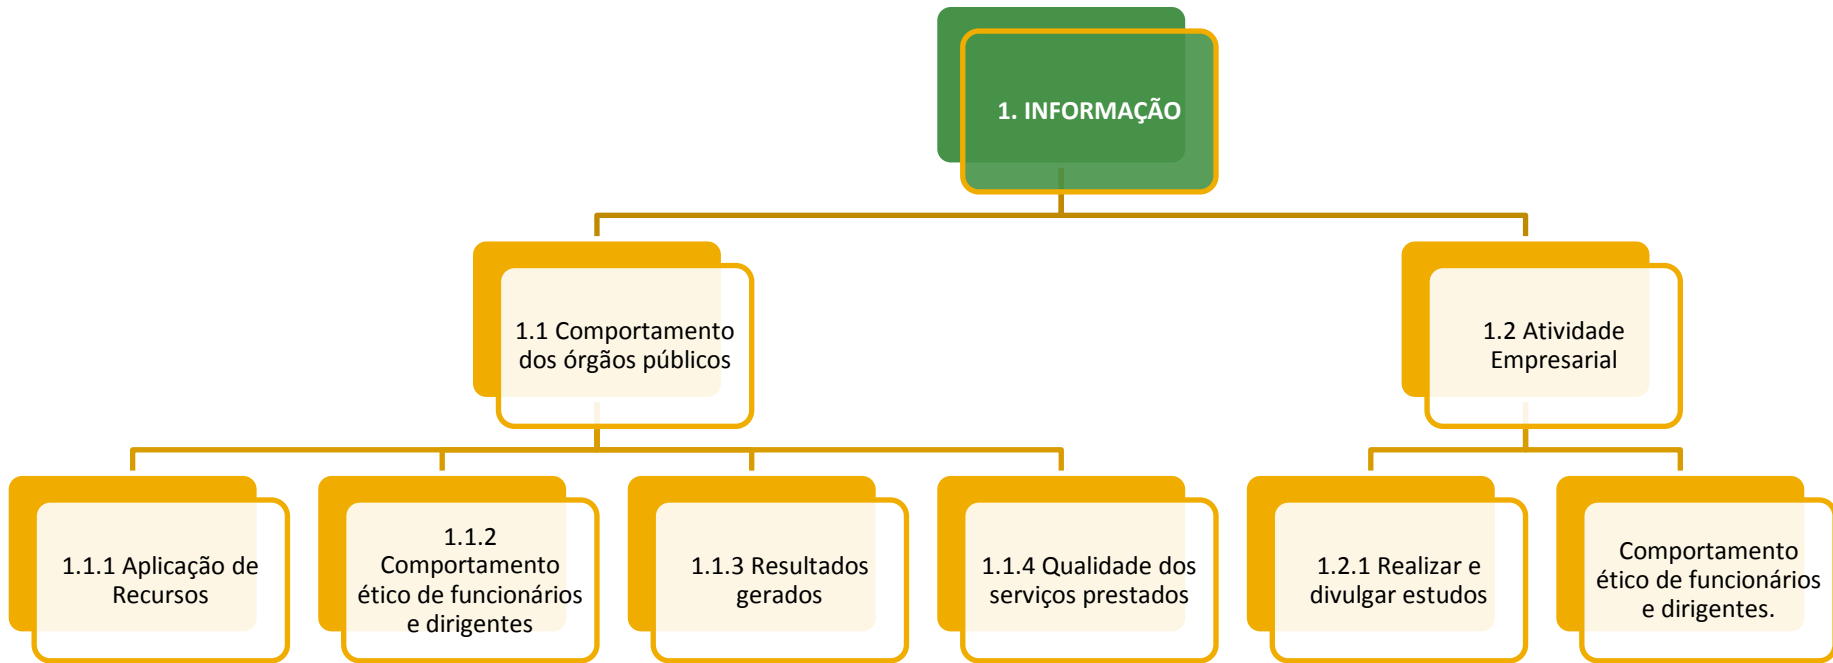 1. INFORMAÇÃO
1.1 Comportamento
dos órgãos públicos
1.2 Atividade
Empresarial
1.1.1 Aplicação de
Recursos
1.1.2
Comportamento
ético de funcionários
e dirigentes
1.1.3 Resultados
gerados
1.1.4 Qualidade dos
serviços prestados
1.2.1 Realizar e
divulgar estudos
Comportamento
ético de funcionários
e dirigentes.